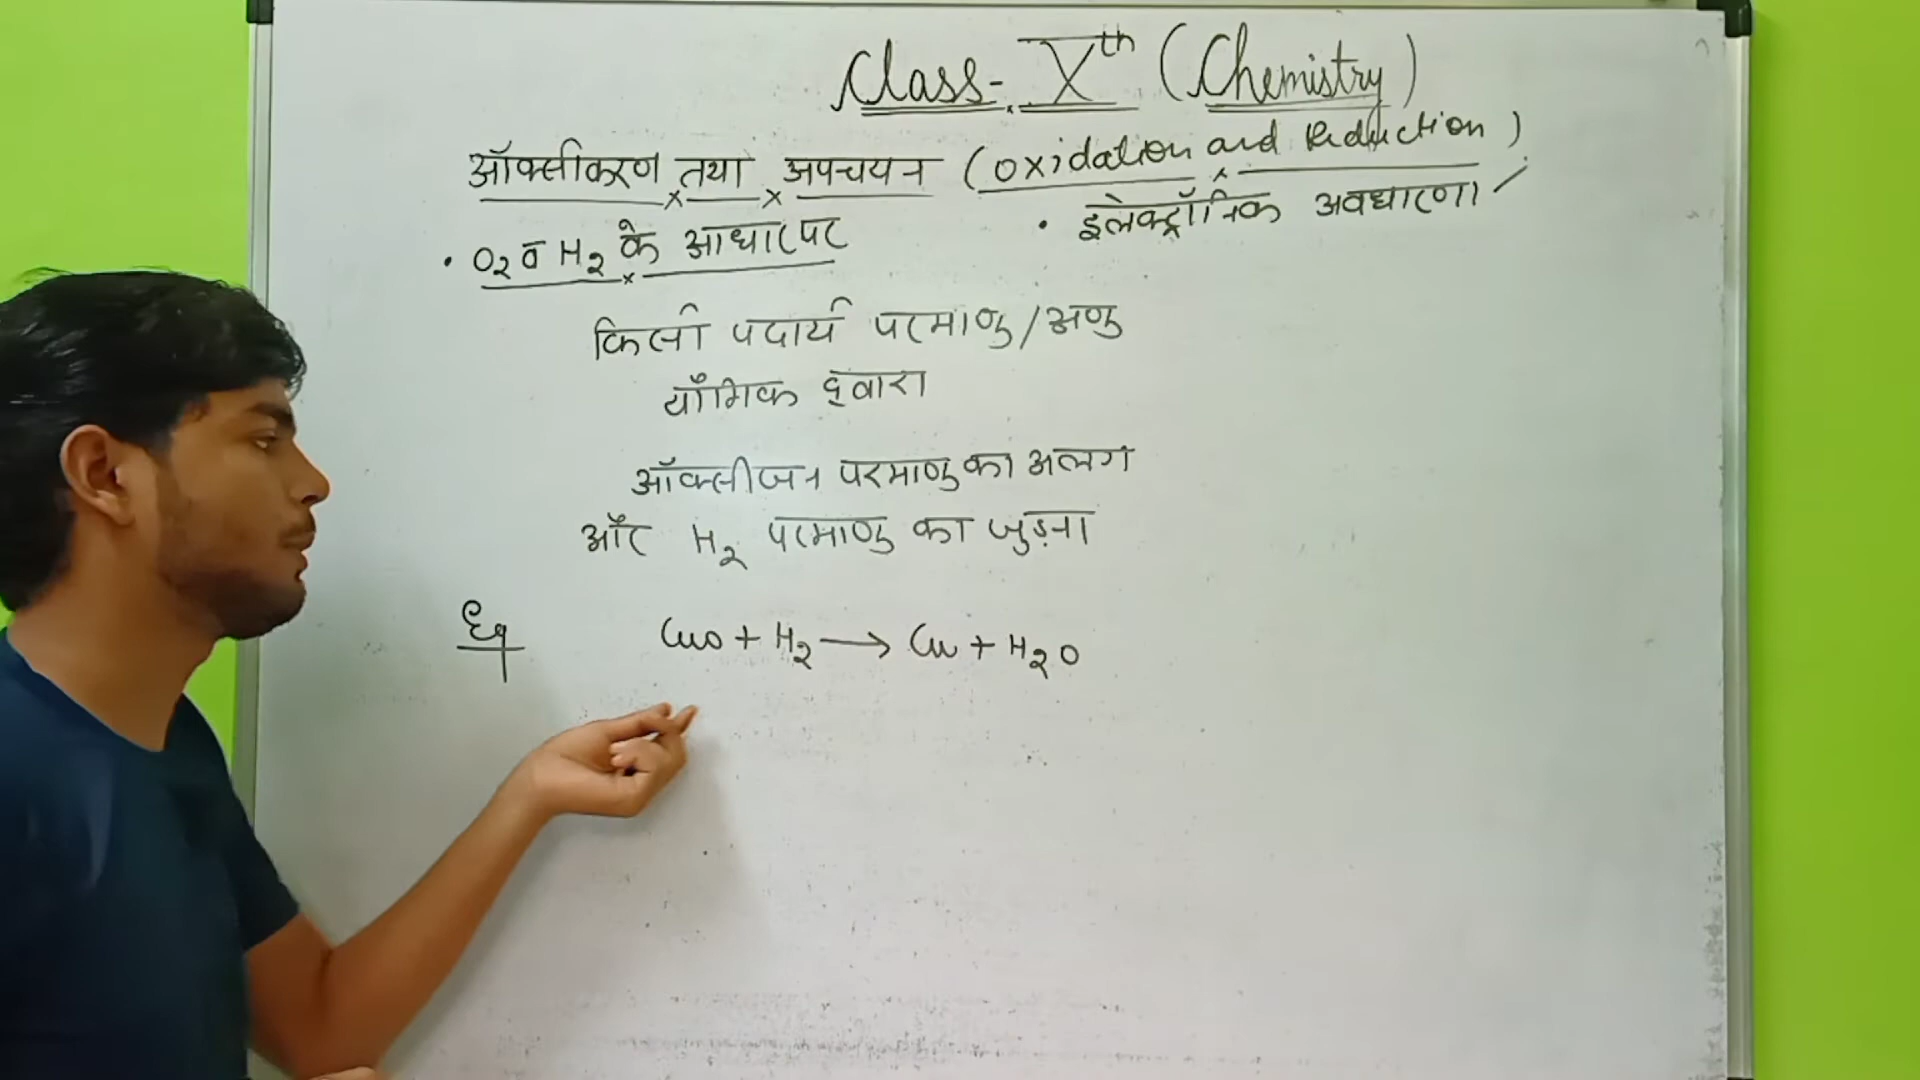 Class- Xth (Chemistry)
ऑक्सीकरण तथा अपचयन (Oxidation and Reduction)
• O2 व H2 के आधार पर
• इलेक्ट्रॉनिक अवधारणा
किसी पदार्थ परमाणु/अणु
यौगिक द्वारा
ऑक्सीजन परमाणु का अलग
और H2 परमाणु का जुड़ना
Eg
CuO + H2 → Cu + H2O